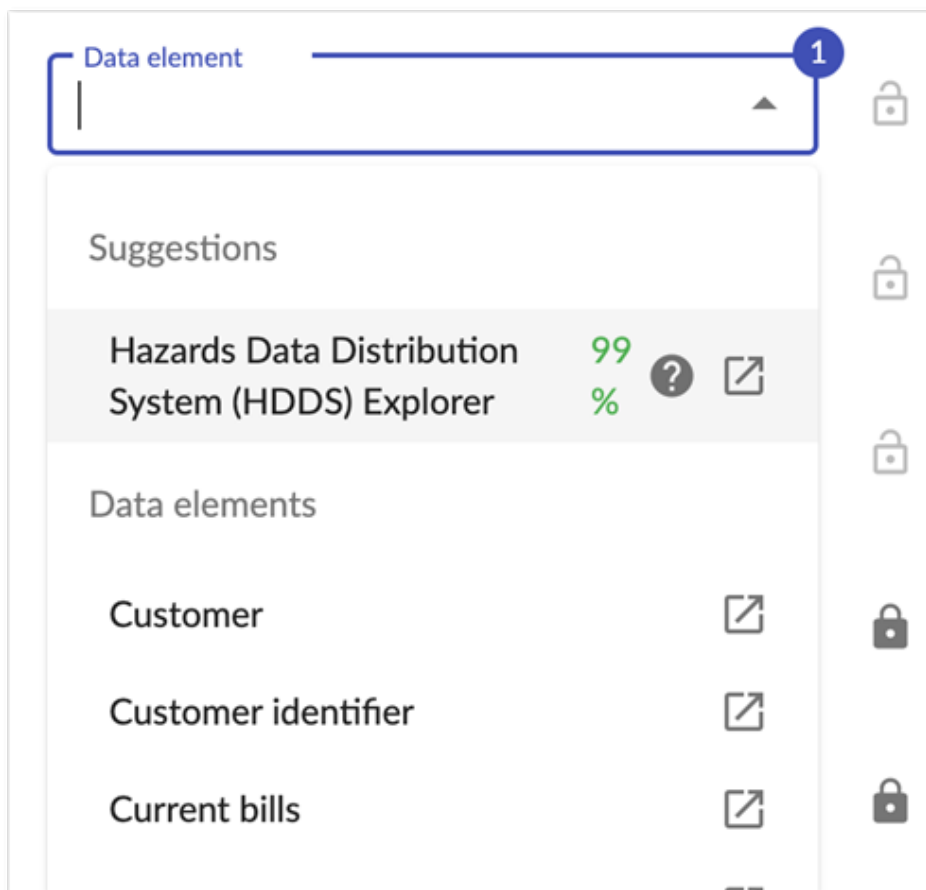 Data element
1
Suggestions
Hazards Data Distribution 99
System (HDDS) Explorer %
?
Data elements
Customer
Customer identifier
Current bills